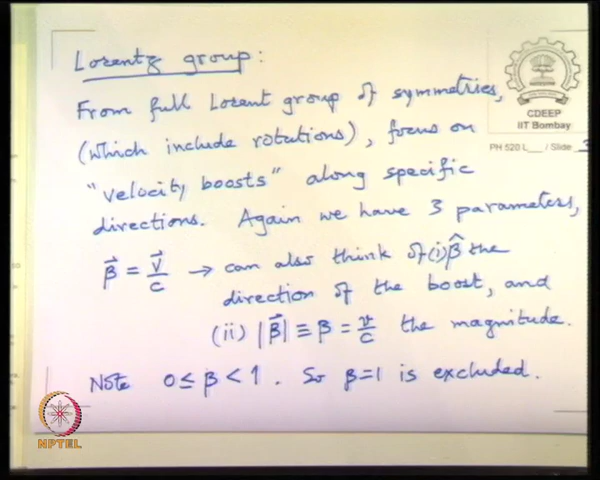 Lorentz group:
From full Lorent group of symmetries,
(which include rotations), focus on
"velocity boosts" along specific
directions. Again we have 3 parameters,
β⃗ = v⃗/c → can also think of (i) β̂ the
direction of the boost, and
(ii) |β⃗| ≡ β = v/c the magnitude.
Note 0 ≤ β < 1. So β=1 is excluded.
CDEEP
IIT Bombay
PH 520 L___ / Slide 3
NPTEL